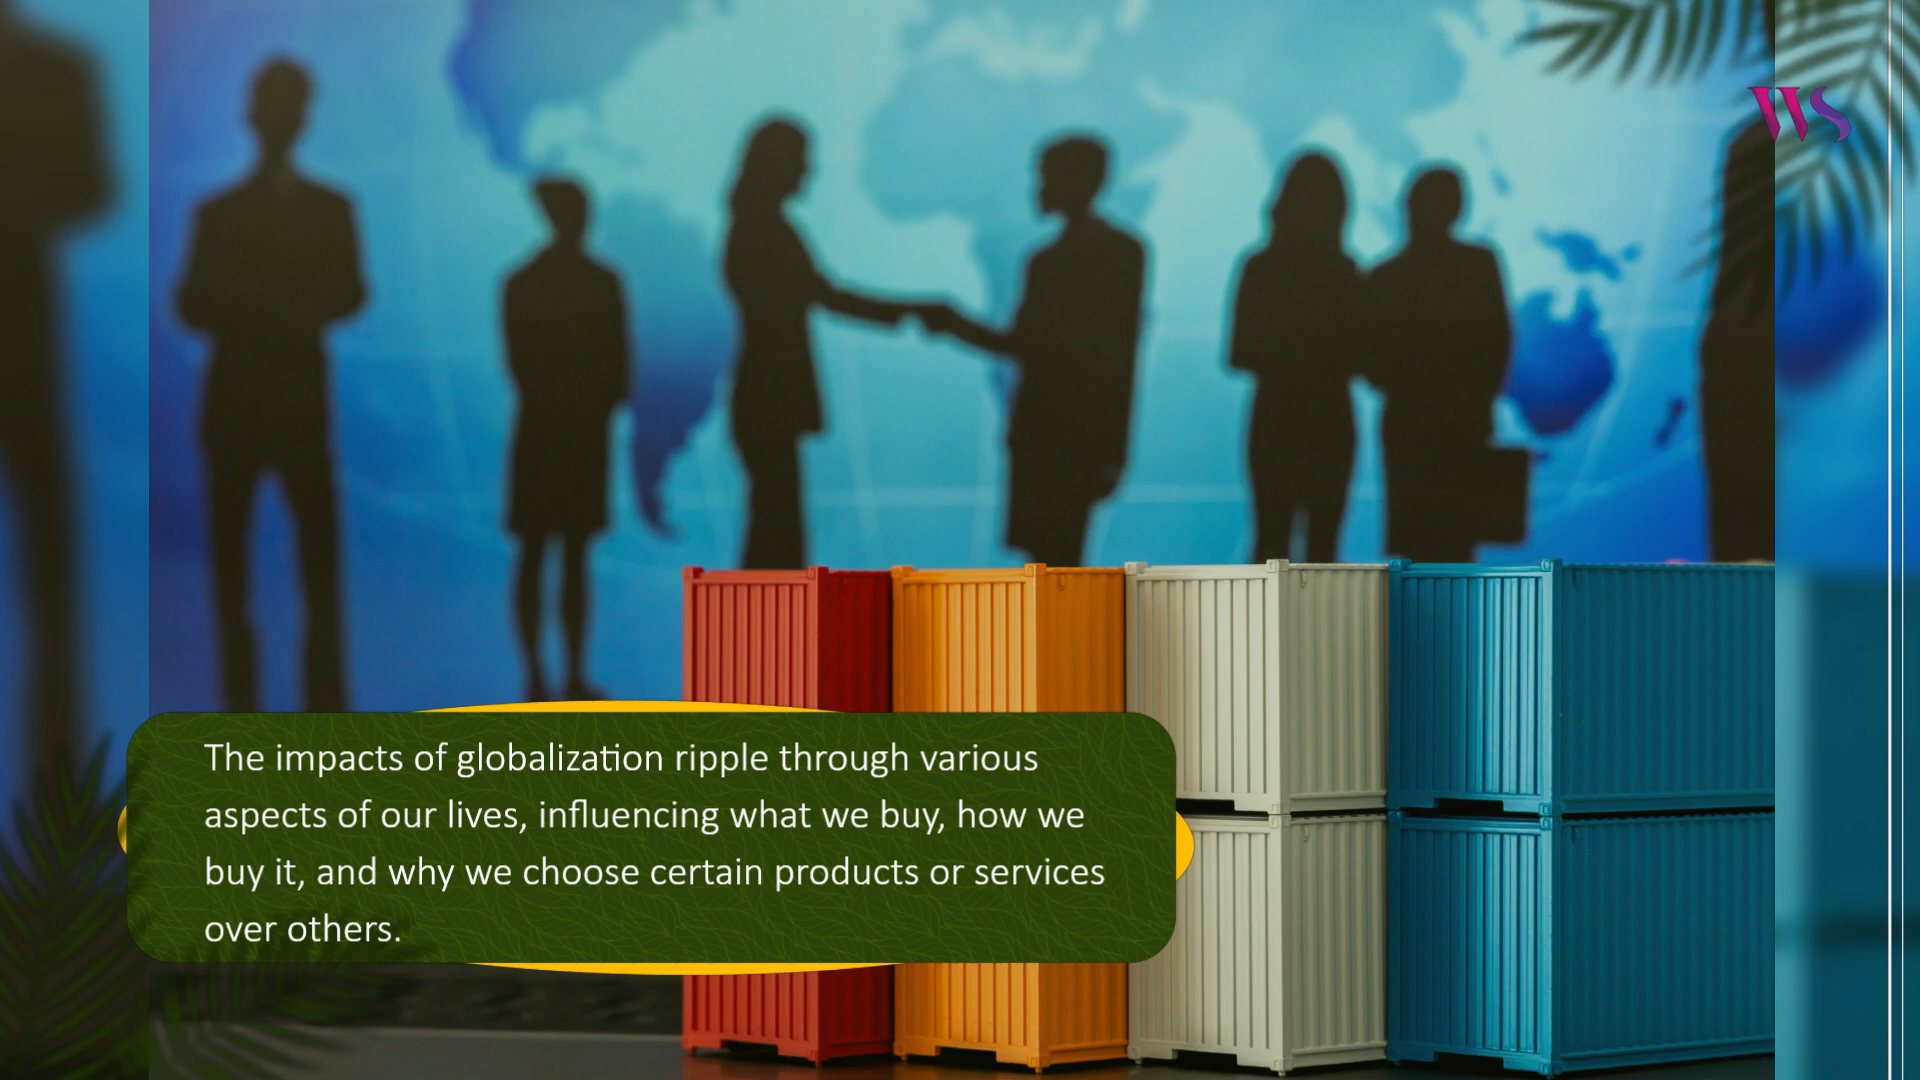 WS
The impacts of globalization ripple through various
aspects of our lives, influencing what we buy, how we
buy it, and why we choose certain products or services
over others.